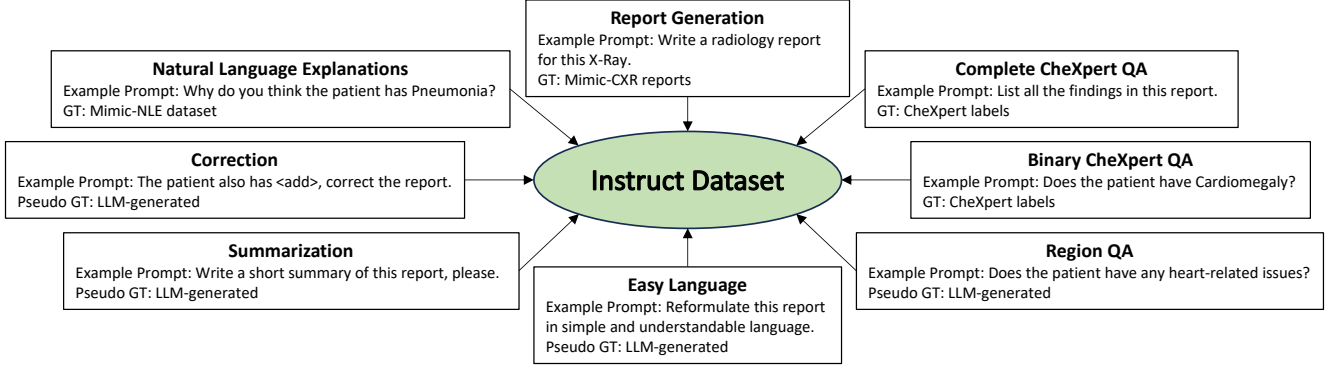 Report Generation
Example Prompt: Write a radiology report
for this X-Ray.
GT: Mimic-CXR reports
Natural Language Explanations
Example Prompt: Why do you think the patient has Pneumonia?
GT: Mimic-NLE dataset
Complete CheXpert QA
Example Prompt: List all the findings in this report.
GT: CheXpert labels
Correction
Example Prompt: The patient also has <add>, correct the report.
Pseudo GT: LLM-generated
Instruct Dataset
Binary CheXpert QA
Example Prompt: Does the patient have Cardiomegaly?
GT: CheXpert labels
Summarization
Example Prompt: Write a short summary of this report, please.
Pseudo GT: LLM-generated
Easy Language
Example Prompt: Reformulate this report
in simple and understandable language.
Pseudo GT: LLM-generated
Region QA
Example Prompt: Does the patient have any heart-related issues?
Pseudo GT: LLM-generated